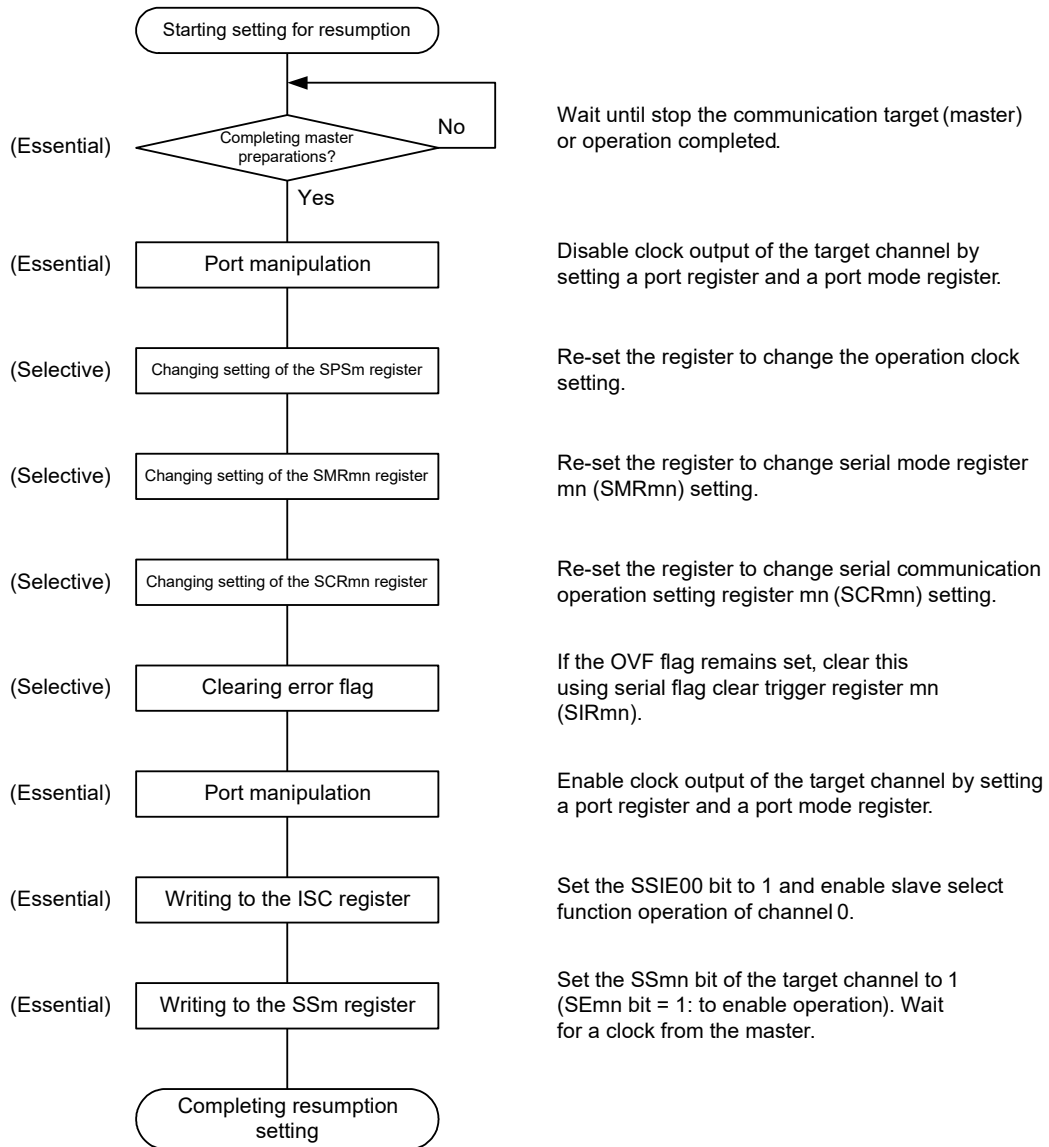 Starting setting for resumption
(Essential)
Completing master
preparations?
No
Wait until stop the communication target (master)
or operation completed.
Yes
(Essential)
Port manipulation
Disable clock output of the target channel by
setting a port register and a port mode register.
(Selective)
Changing setting of the SPSm register
Re-set the register to change the operation clock
setting.
(Selective)
Changing setting of the SMRmn register
Re-set the register to change serial mode register
mn (SMRmn) setting.
(Selective)
Changing setting of the SCRmn register
Re-set the register to change serial communication
operation setting register mn (SCRmn) setting.
(Selective)
Clearing error flag
If the OVF flag remains set, clear this
using serial flag clear trigger register mn
(SIRmn).
(Essential)
Port manipulation
Enable clock output of the target channel by setting
a port register and a port mode register.
(Essential)
Writing to the ISC register
Set the SSIE00 bit to 1 and enable slave select
function operation of channel 0.
(Essential)
Writing to the SSm register
Set the SSmn bit of the target channel to 1
(SEmn bit = 1: to enable operation). Wait
for a clock from the master.
Completing resumption
setting